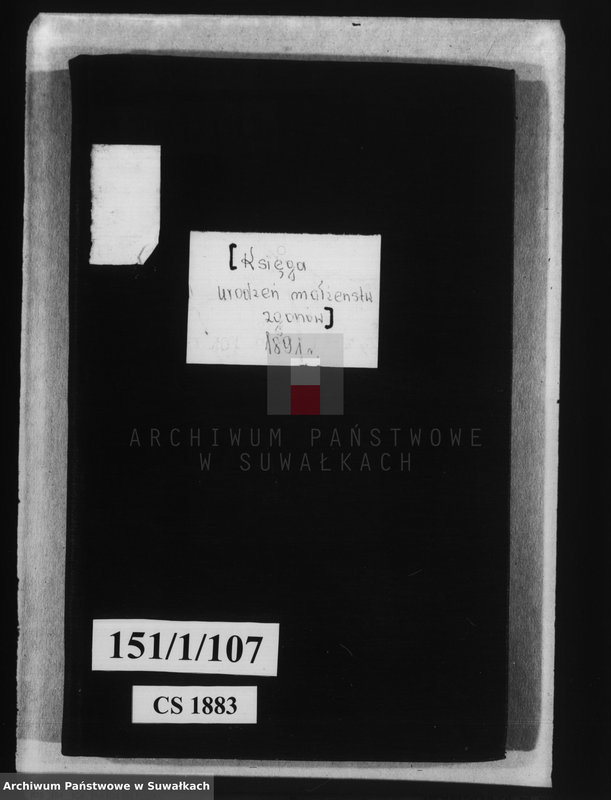 [Księga
urodzeń małżeństw
zgonów]
1891 r.
ARCHIWUM PAŃSTWOWE
W SUWAŁKACH
151/1/107
CS 1883
Archiwum Państwowe w Suwałkach